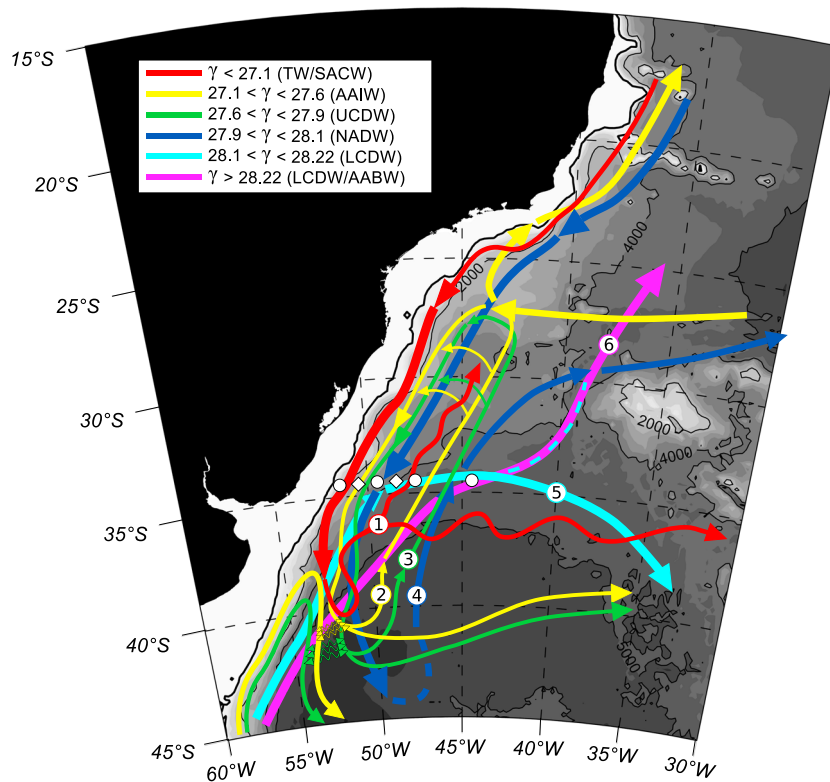 15°S
20°S
25°S
30°S
35°S
40°S
45°S
γ < 27.1 (TW/SACW)
27.1 < γ < 27.6 (AAIW)
27.6 < γ < 27.9 (UCDW)
27.9 < γ < 28.1 (NADW)
28.1 < γ < 28.22 (LCDW)
γ > 28.22 (LCDW/AABW)
4000
2000
6
2000
4000
5
1
3
2
4
5000
60°W
55°W
50°W
45°W
40°W
35°W
30°W